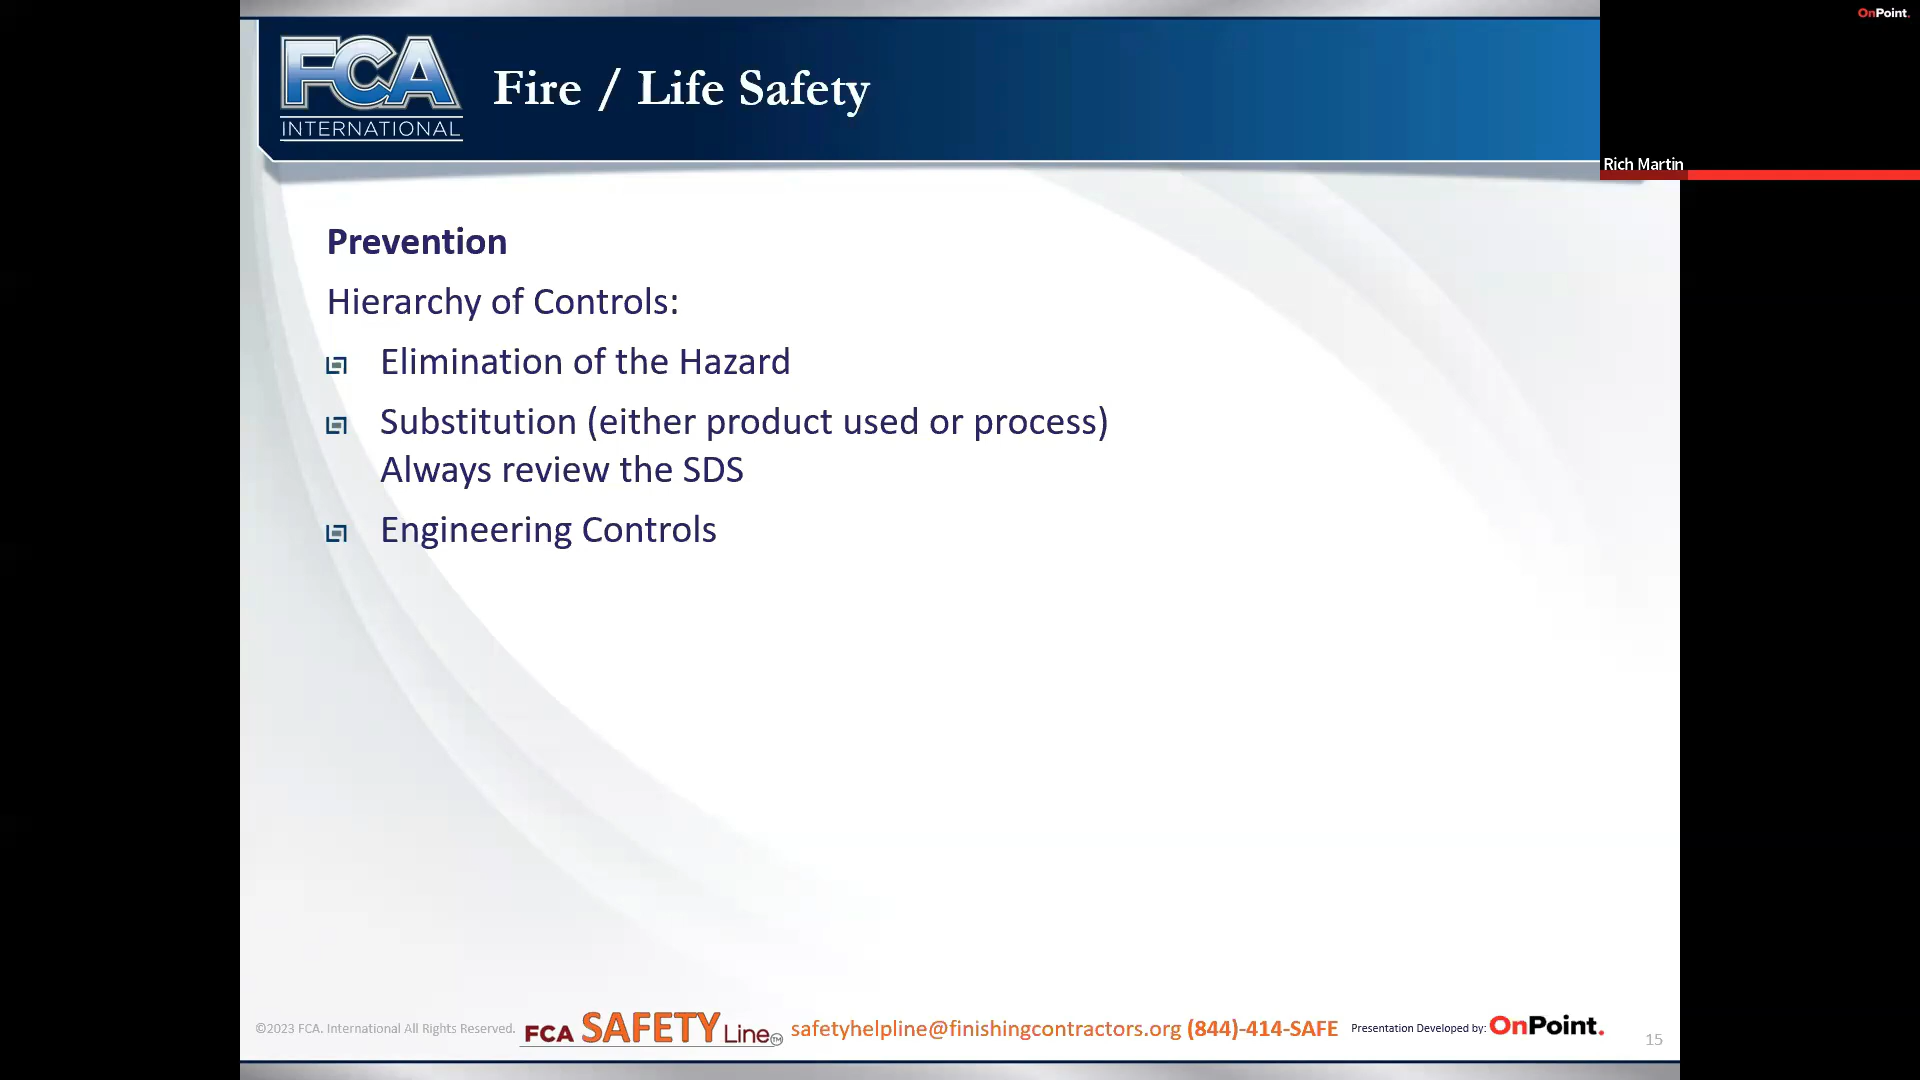 OnPoint.
FCA
INTERNATIONAL
Fire / Life Safety
Rich Martin
Prevention
Hierarchy of Controls:
Elimination of the Hazard
Substitution (either product used or process)
Always review the SDS
Engineering Controls
©2023 FCA. International All Rights Reserved.
FCA SAFETY Line TM
safetyhelpline@finishingcontractors.org (844)-414-SAFE
Presentation Developed by: OnPoint.
15